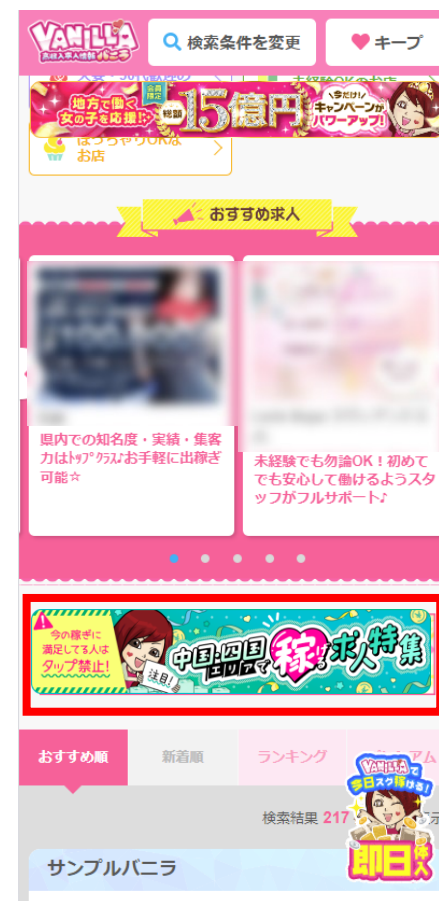 VANILLA
高収入求人情報 バニラ
検索条件を変更
キープ
地方で働く
女の子を応援!!
会員
限定
総額
15億円
今だけ!
キャンペーンが
パワーアップ!
ぽっちゃりOKな
お店
おすすめ求人
県内での知名度・実績・集客
力はﾄｯﾌﾟｸﾗｽ♪お手軽に出稼ぎ
可能☆
未経験でも勿論OK！初めて
でも安心して働けるようスタ
ッフがフルサポート♪
今の稼ぎに
満足してる人は
タップ禁止!
注目!
中国・四国
エリアで
稼げる
求人特集
おすすめ順
新着順
ランキング
VANILLAで
今日スグ稼げる!
検索結果 217
即日体入
サンプルバニラ